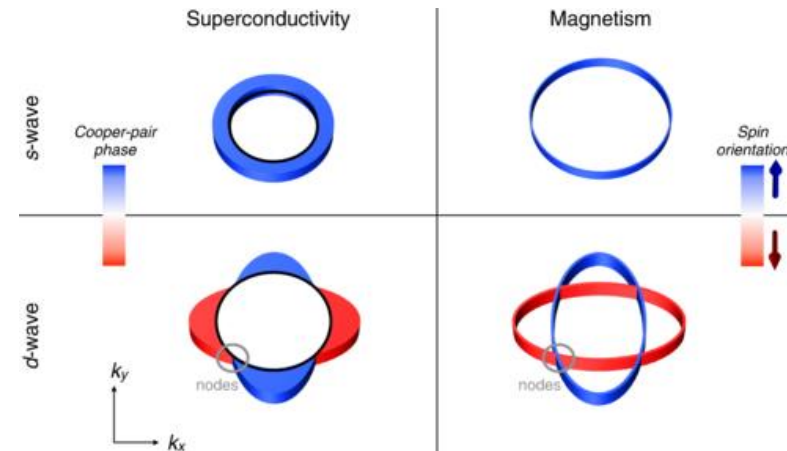 Superconductivity
Magnetism
s-wave
Cooper-pair
phase
Spin
orientation
d-wave
nodes
nodes
ky
kx